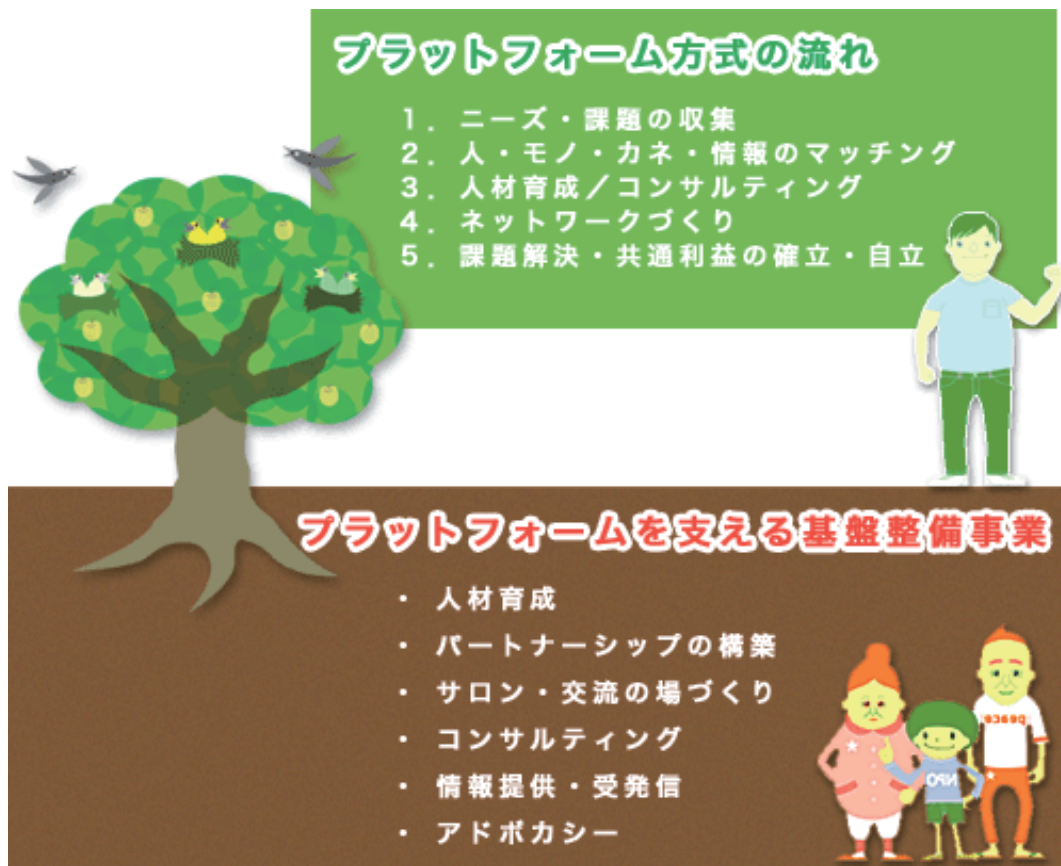 プラットフォーム方式の流れ
1. ニーズ・課題の収集
2. 人・モノ・カネ・情報のマッチング
3. 人材育成/コンサルティング
4. ネットワークづくり
5. 課題解決・共通利益の確立・自立
プラットフォームを支える基盤整備事業
・ 人材育成
・ パートナーシップの構築
・ サロン・交流の場づくり
・ コンサルティング
・ 情報提供・受発信
・ アドボカシー
peace
NPO